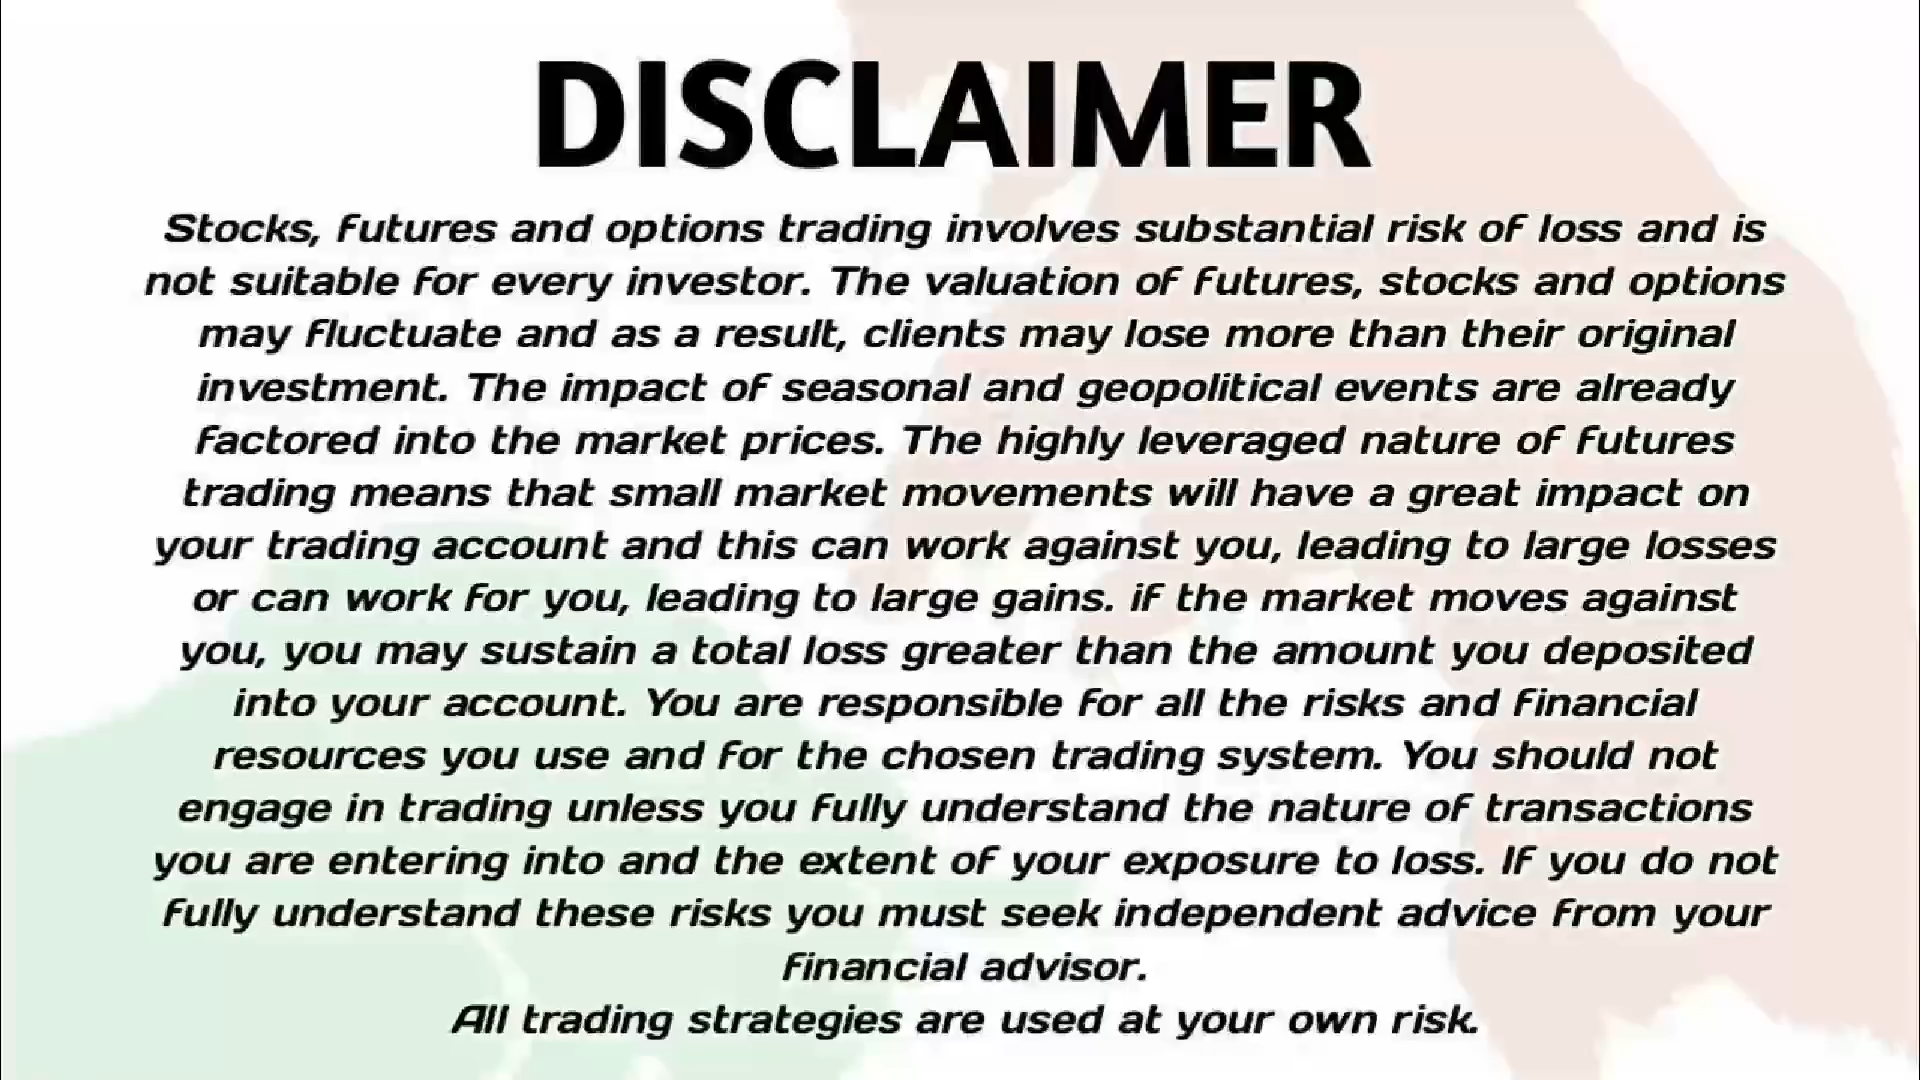 DISCLAIMER
Stocks, futures and options trading involves substantial risk of loss and is
not suitable for every investor. The valuation of futures, stocks and options
may fluctuate and as a result, clients may lose more than their original
investment. The impact of seasonal and geopolitical events are already
factored into the market prices. The highly leveraged nature of futures
trading means that small market movements will have a great impact on
your trading account and this can work against you, leading to large losses
or can work for you, leading to large gains. if the market moves against
you, you may sustain a total loss greater than the amount you deposited
into your account. You are responsible for all the risks and financial
resources you use and for the chosen trading system. You should not
engage in trading unless you fully understand the nature of transactions
you are entering into and the extent of your exposure to loss. If you do not
fully understand these risks you must seek independent advice from your
financial advisor.
All trading strategies are used at your own risk.